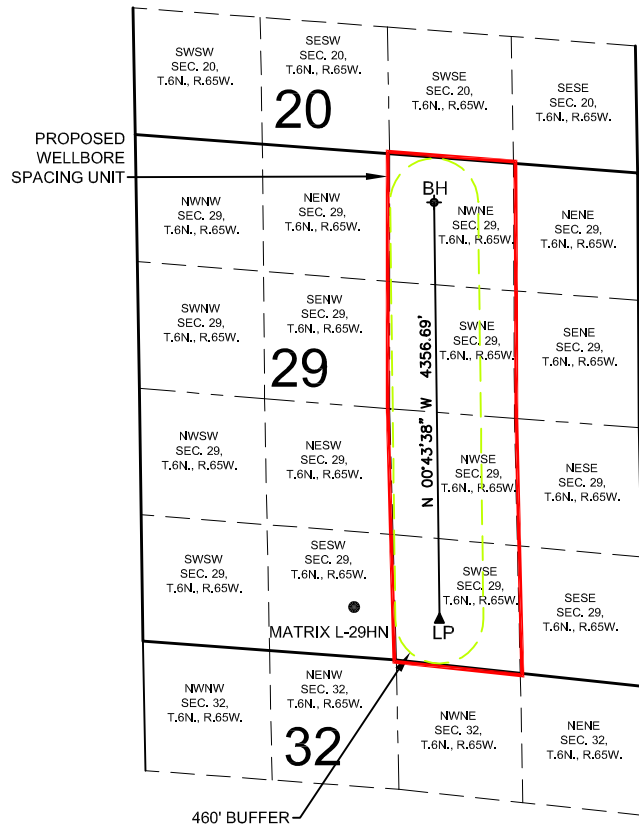 SWSW
SEC. 20,
T.6N., R.65W.
SESW
SEC. 20,
T.6N., R.65W.
SWSE
SEC. 20,
T.6N., R.65W.
SESE
SEC. 20,
T.6N., R.65W.
20
PROPOSED
WELLBORE
SPACING UNIT
NWNW
SEC. 29,
T.6N., R.65W.
NENW
SEC. 29,
T.6N., R.65W.
BH
NWNE
SEC. 29,
T.6N., R.65W.
NENE
SEC. 29,
T.6N., R.65W.
SWNW
SEC. 29,
T.6N., R.65W.
SENW
SEC. 29,
T.6N., R.65W.
SWNE
SEC. 29,
T.6N., R.65W.
SENE
SEC. 29,
T.6N., R.65W.
29
N 00°43'38" W 4356.69'
NWSW
SEC. 29,
T.6N., R.65W.
NESW
SEC. 29,
T.6N., R.65W.
NWSE
SEC. 29,
T.6N., R.65W.
NESE
SEC. 29,
T.6N., R.65W.
SWSW
SEC. 29,
T.6N., R.65W.
SESW
SEC. 29,
T.6N., R.65W.
SWSE
SEC. 29,
T.6N., R.65W.
SESE
SEC. 29,
T.6N., R.65W.
MATRIX L-29HN
LP
NWNW
SEC. 32,
T.6N., R.65W.
NENW
SEC. 32,
T.6N., R.65W.
NWNE
SEC. 32,
T.6N., R.65W.
NENE
SEC. 32,
T.6N., R.65W.
32
460' BUFFER